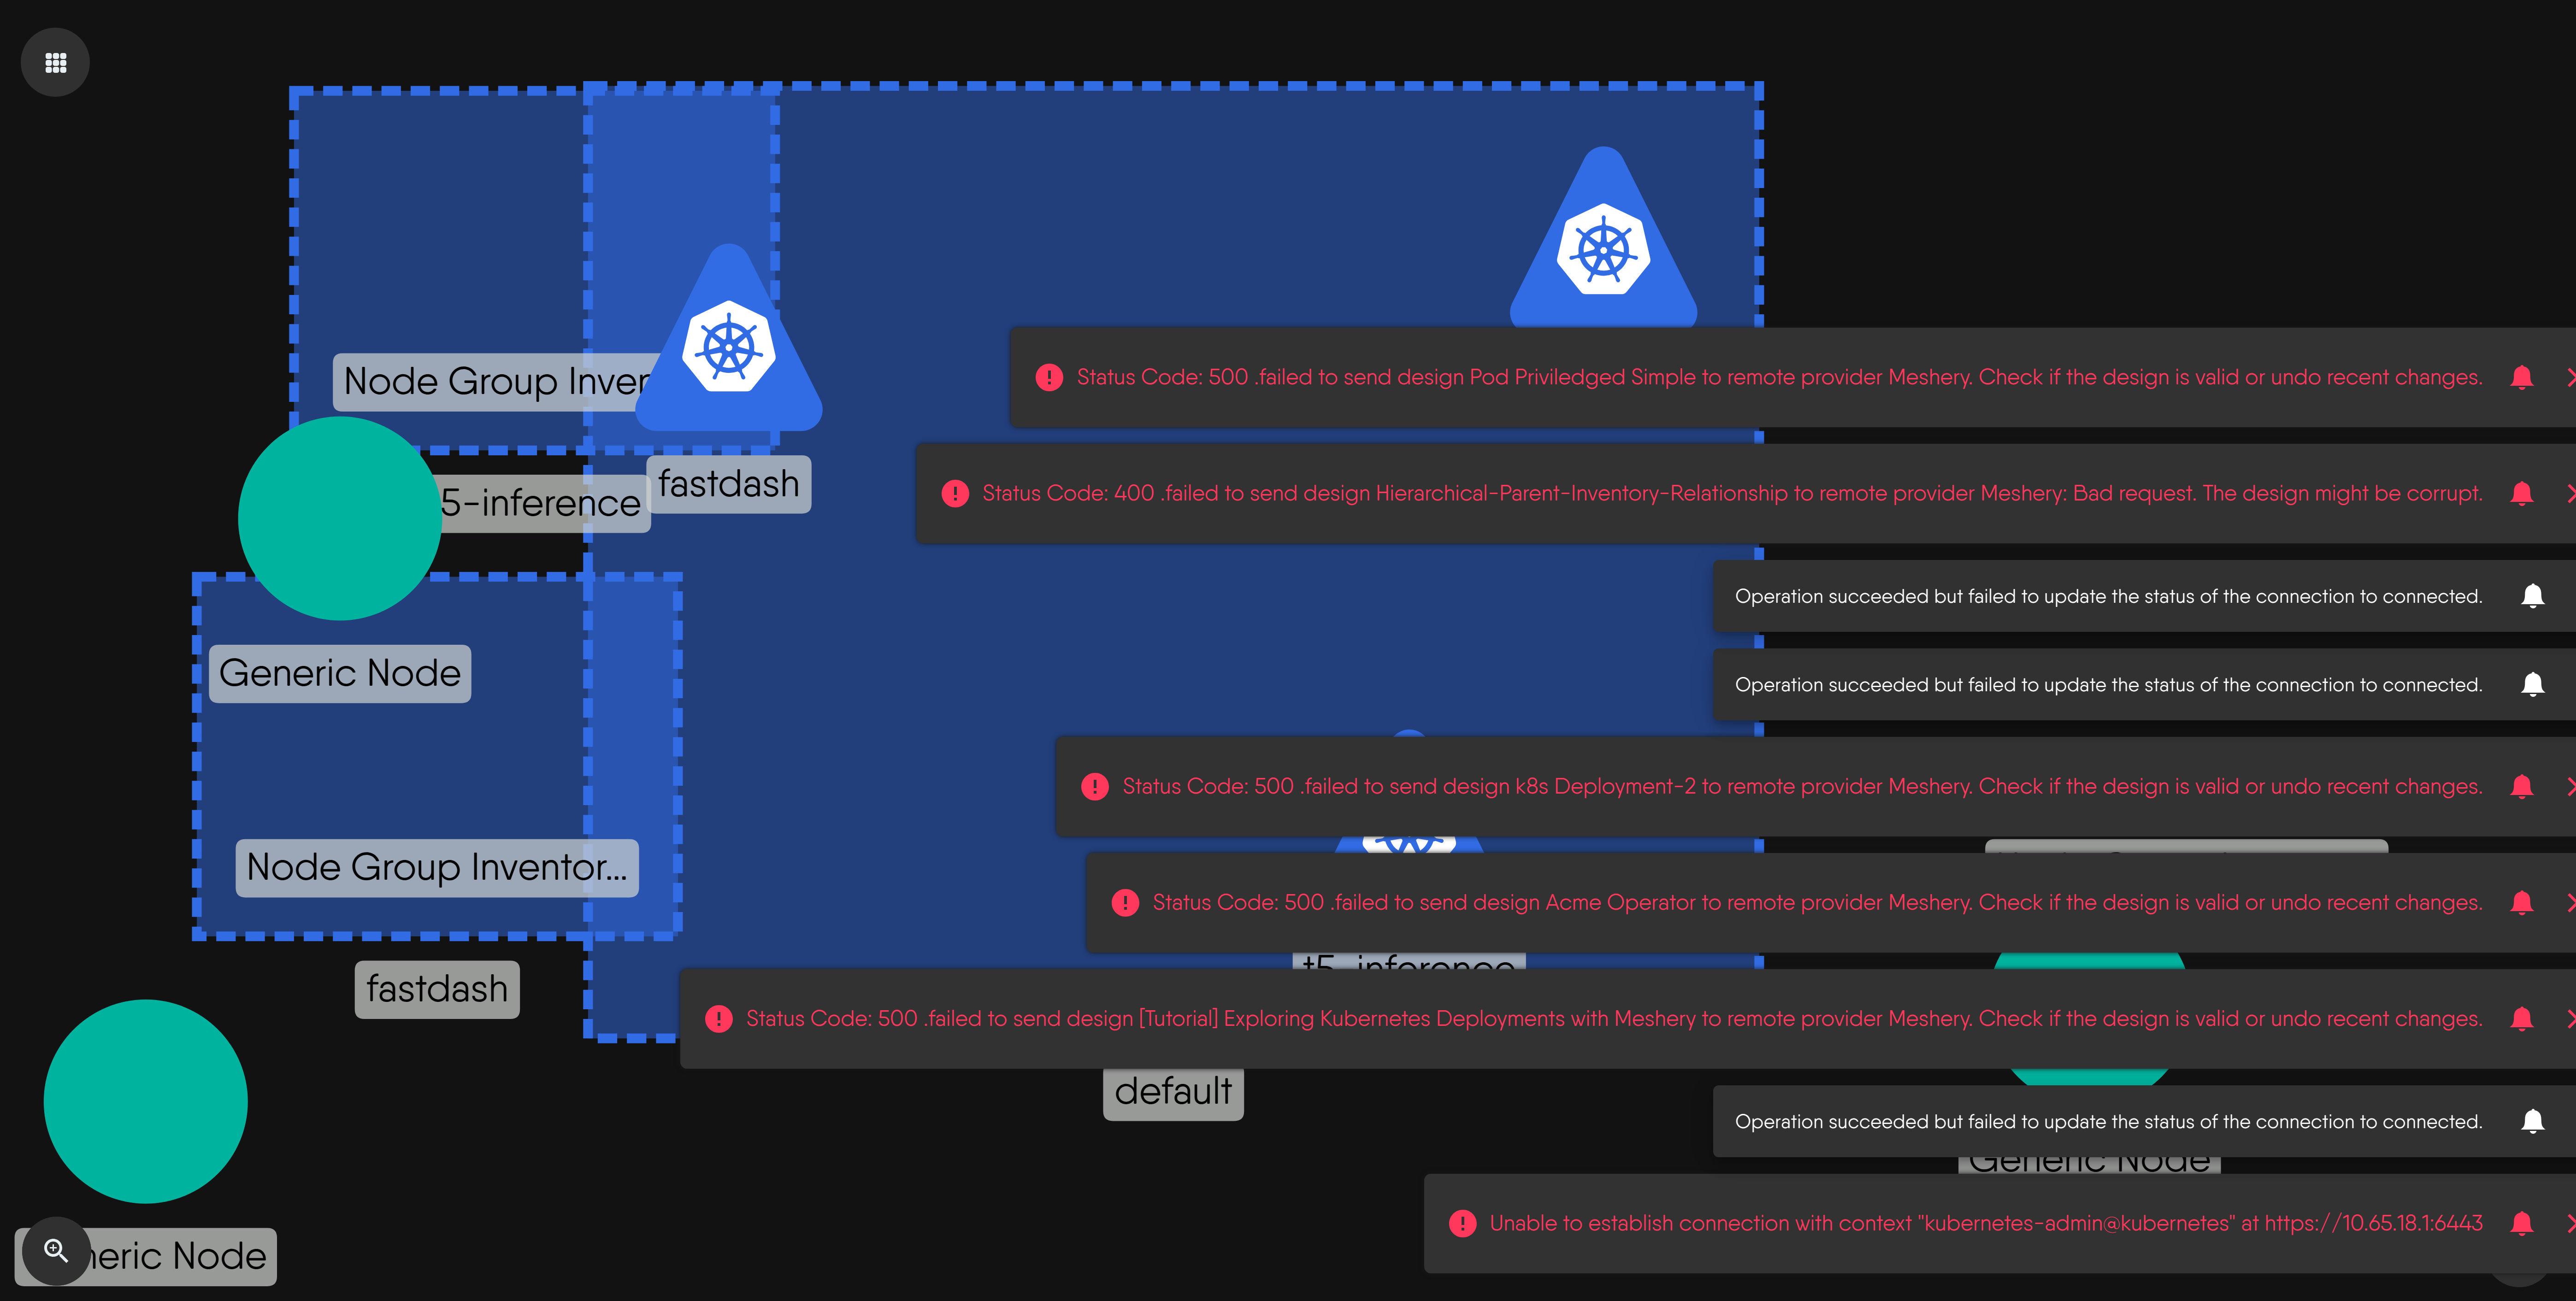 Node Group Inver
Status Code: 500 .failed to send design Pod Priviledged Simple to remote provider Meshery. Check if the design is valid or undo recent changes.
5-inference
fastdash
Status Code: 400 .failed to send design Hierarchical-Parent-Inventory-Relationship to remote provider Meshery: Bad request. The design might be corrupt.
Operation succeeded but failed to update the status of the connection to connected.
Generic Node
Operation succeeded but failed to update the status of the connection to connected.
Status Code: 500 .failed to send design k8s Deployment-2 to remote provider Meshery. Check if the design is valid or undo recent changes.
Node Group Inventor...
Status Code: 500 .failed to send design Acme Operator to remote provider Meshery. Check if the design is valid or undo recent changes.
t5-inference
fastdash
Status Code: 500 .failed to send design [Tutorial] Exploring Kubernetes Deployments with Meshery to remote provider Meshery. Check if the design is valid or undo recent changes.
default
Operation succeeded but failed to update the status of the connection to connected.
Generic Node
Unable to establish connection with context "kubernetes-admin@kubernetes" at https://10.65.18.1:6443
neric Node